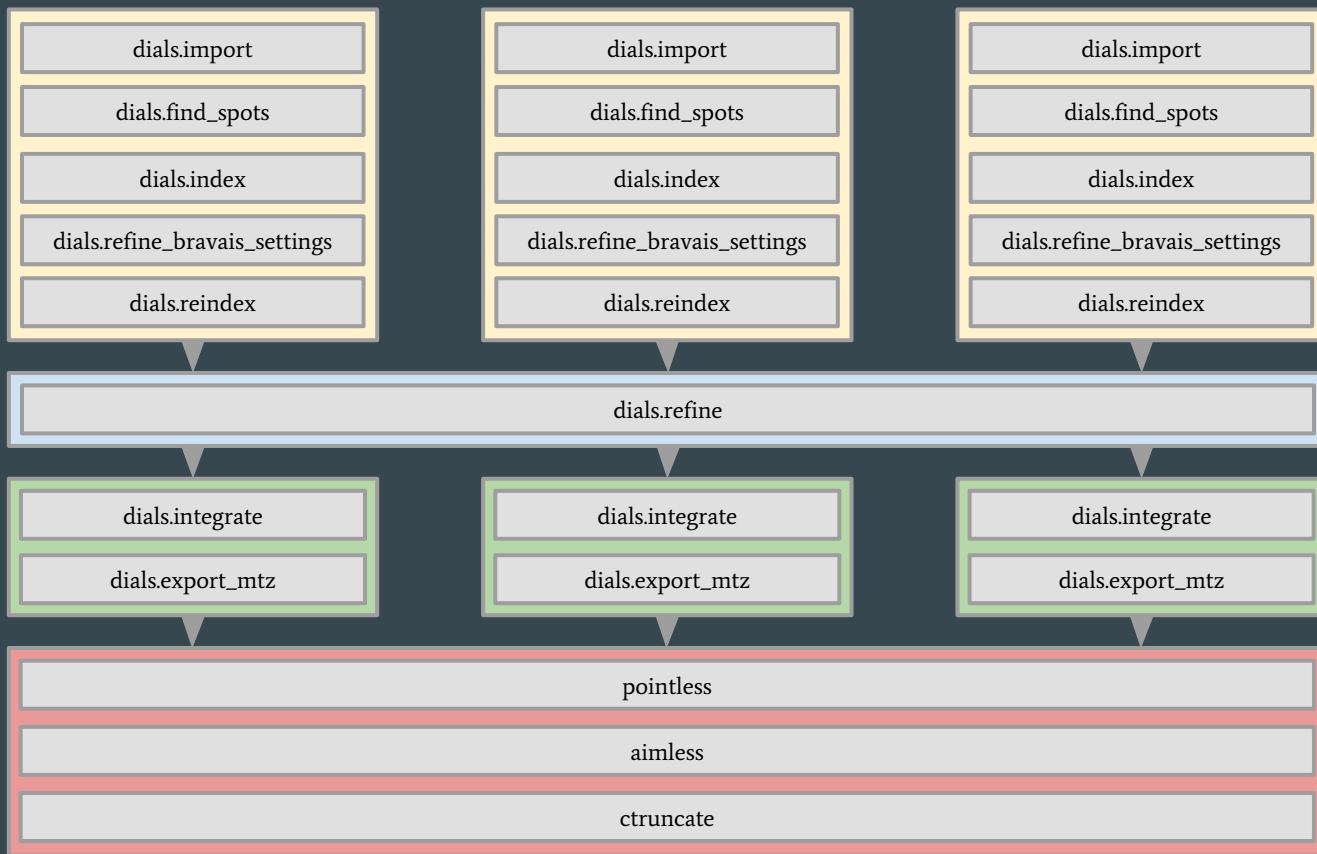 dials.import
dials.find_spots
dials.index
dials.refine_bravais_settings
dials.reindex
dials.import
dials.find_spots
dials.index
dials.refine_bravais_settings
dials.reindex
dials.import
dials.find_spots
dials.index
dials.refine_bravais_settings
dials.reindex
dials.refine
dials.integrate
dials.export_mtz
dials.integrate
dials.export_mtz
dials.integrate
dials.export_mtz
pointless
aimless
ctruncate